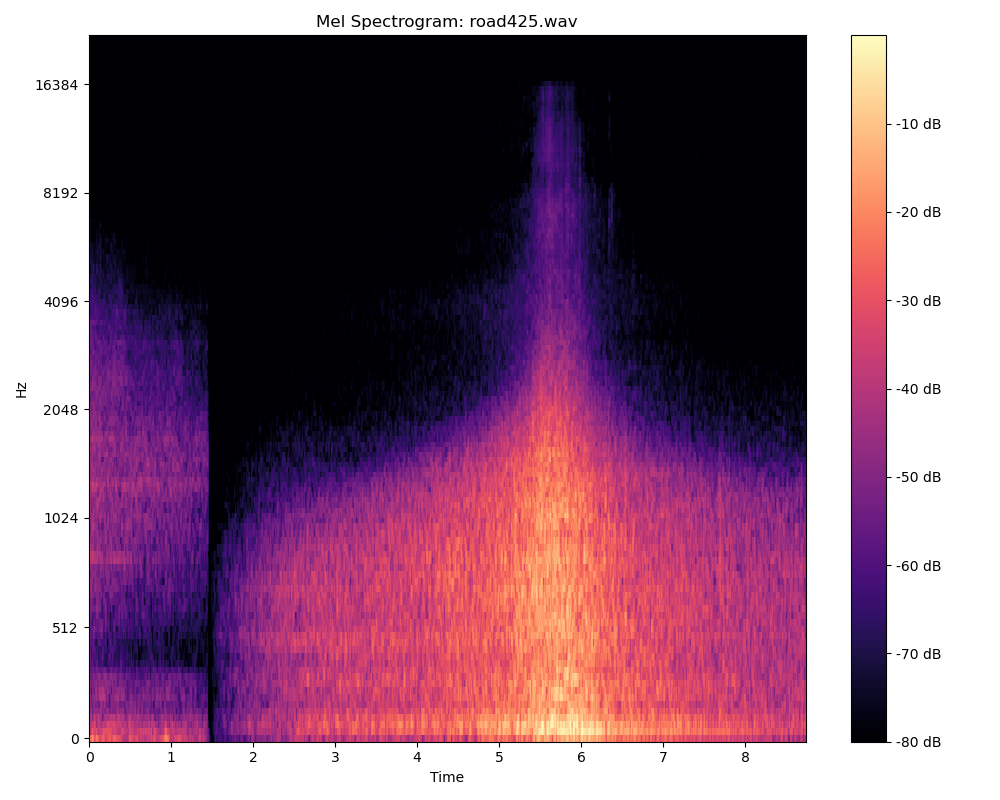 Mel Spectrogram: road425.wav
Hz
16384
8192
4096
2048
1024
512
0
0 1 2 3 4 5 6 7 8
Time
-10 dB
-20 dB
-30 dB
-40 dB
-50 dB
-60 dB
-70 dB
-80 dB